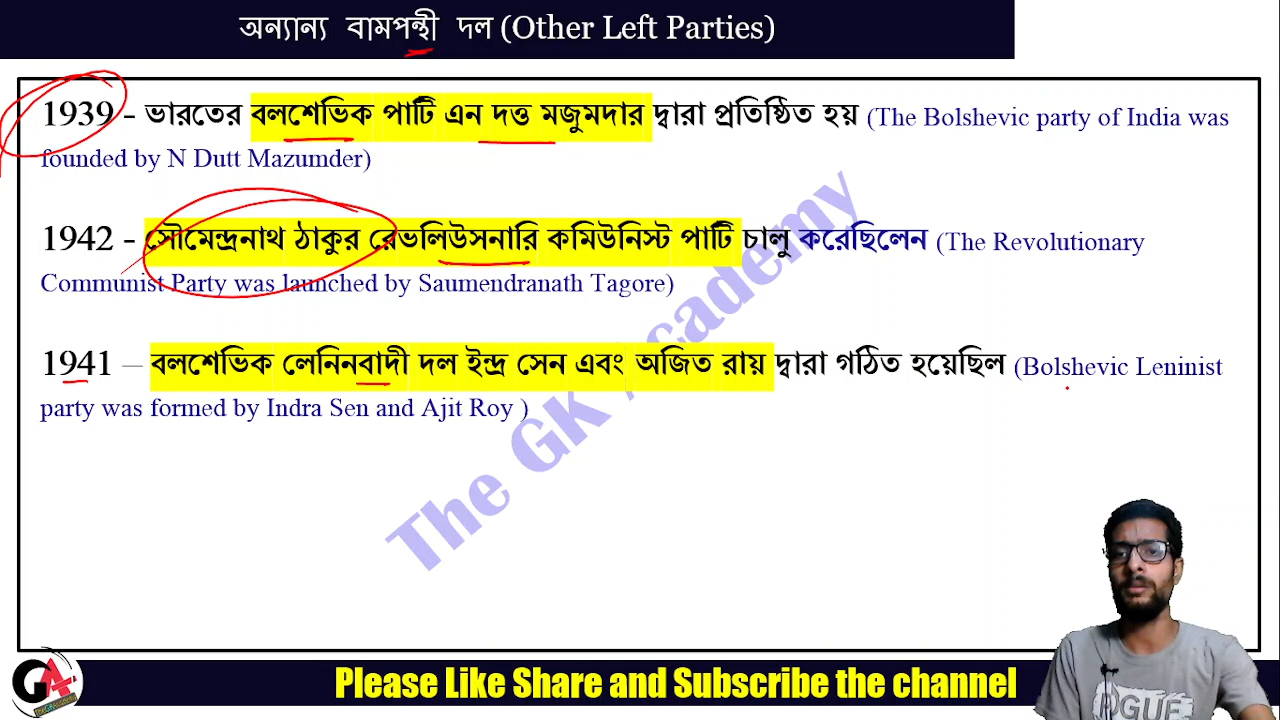 অন্যান্য বামপন্থী দল (Other Left Parties)
1939 - ভারতের বলশেভিক পার্টি এন দত্ত মজুমদার দ্বারা প্রতিষ্ঠিত হয় (The Bolshevic party of India was
founded by N Dutt Mazumder)
1942 - সৌমেন্দ্রনাথ ঠাকুর রেভলিউসনারি কমিউনিস্ট পার্টি চালু করেছিলেন (The Revolutionary
Communist Party was launched by Saumendranath Tagore)
1941 – বলশেভিক লেনিনবাদী দল ইন্দ্র সেন এবং অজিত রায় দ্বারা গঠিত হয়েছিল (Bolshevic Leninist
party was formed by Indra Sen and Ajit Roy )
The GK Academy
GA
Please Like Share and Subscribe the channel